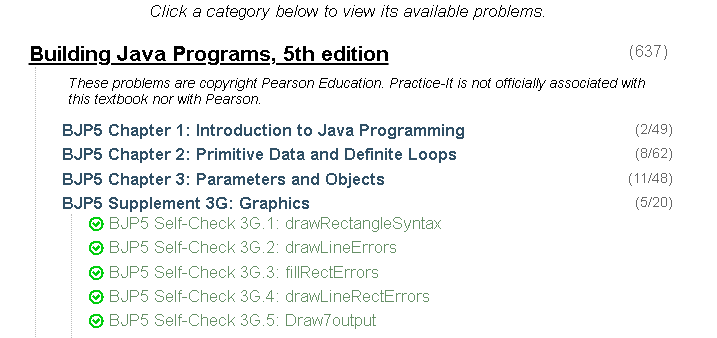 Click a category below to view its available problems.
Building Java Programs, 5th edition (637)
These problems are copyright Pearson Education. Practice-It is not officially associated with
this textbook nor with Pearson.
BJP5 Chapter 1: Introduction to Java Programming (2/49)
BJP5 Chapter 2: Primitive Data and Definite Loops (8/62)
BJP5 Chapter 3: Parameters and Objects (11/48)
BJP5 Supplement 3G: Graphics (5/20)
BJP5 Self-Check 3G.1: drawRectangleSyntax
BJP5 Self-Check 3G.2: drawLineErrors
BJP5 Self-Check 3G.3: fillRectErrors
BJP5 Self-Check 3G.4: drawLineRectErrors
BJP5 Self-Check 3G.5: Draw7output